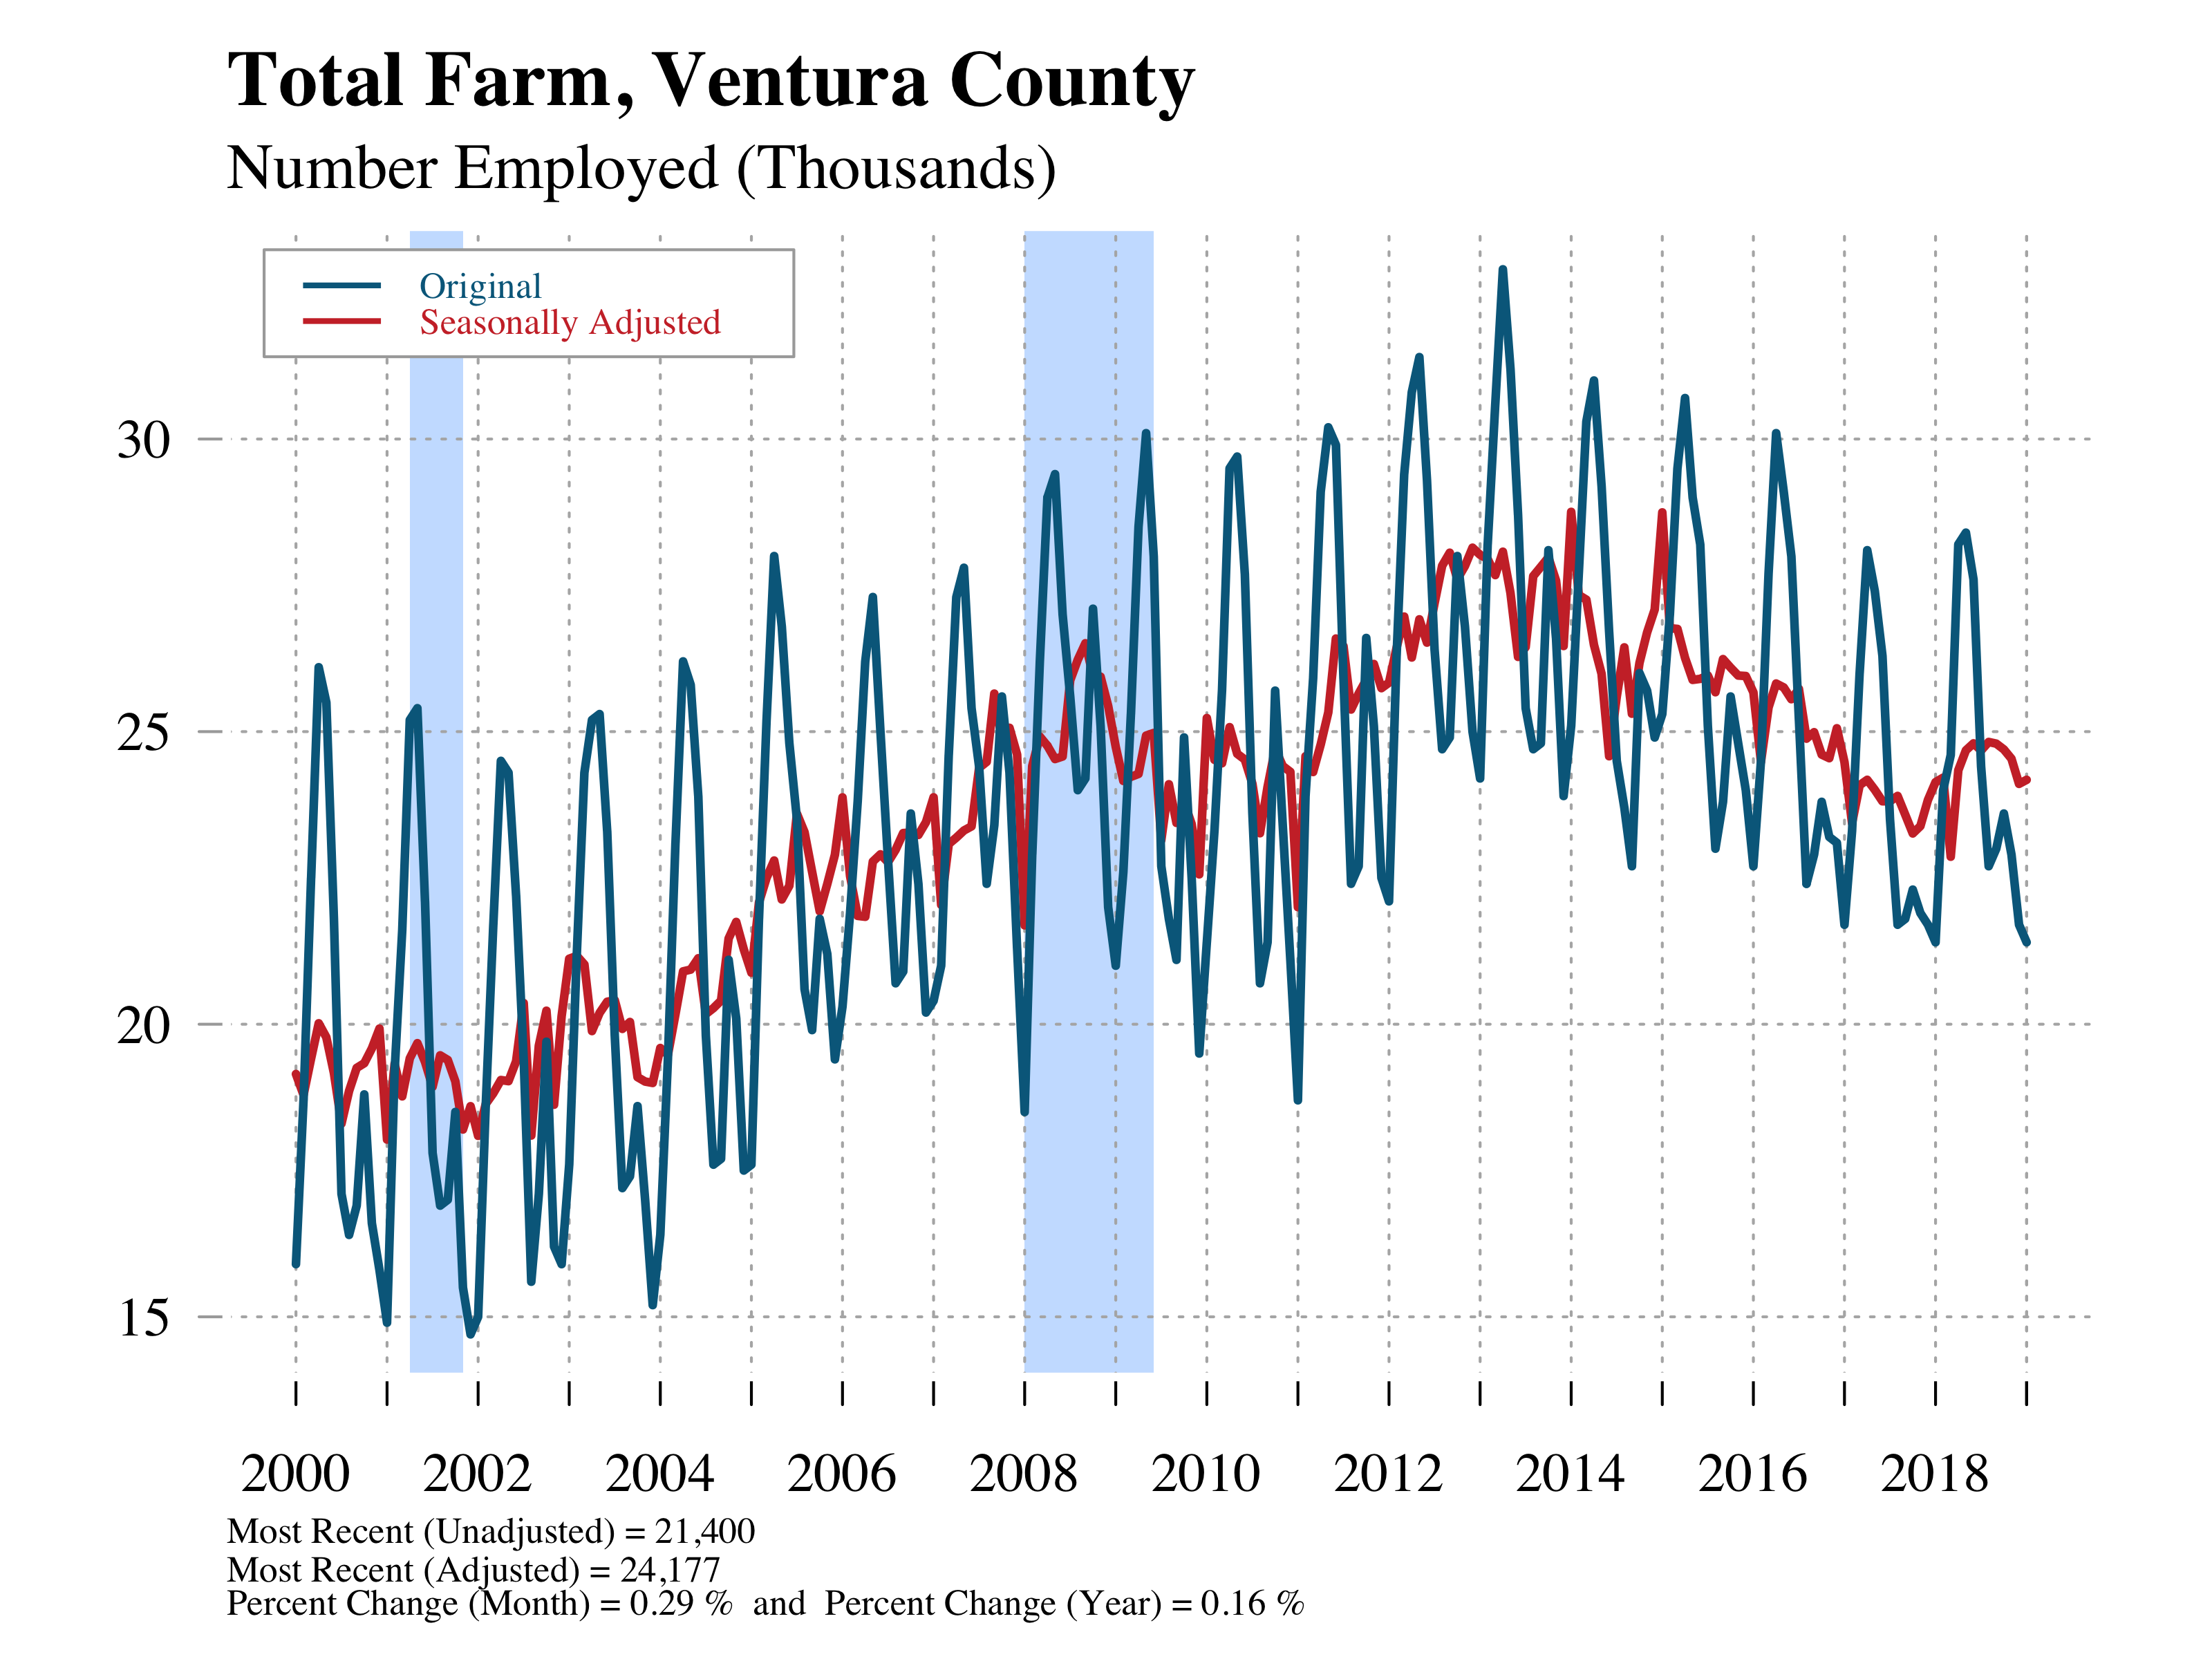 Total Farm, Ventura County
Number Employed (Thousands)
Original
Seasonally Adjusted
30
25
20
15
2000 2002 2004 2006 2008 2010 2012 2014 2016 2018
Most Recent (Unadjusted) = 21,400
Most Recent (Adjusted) = 24,177
Percent Change (Month) = 0.29 % and Percent Change (Year) = 0.16 %